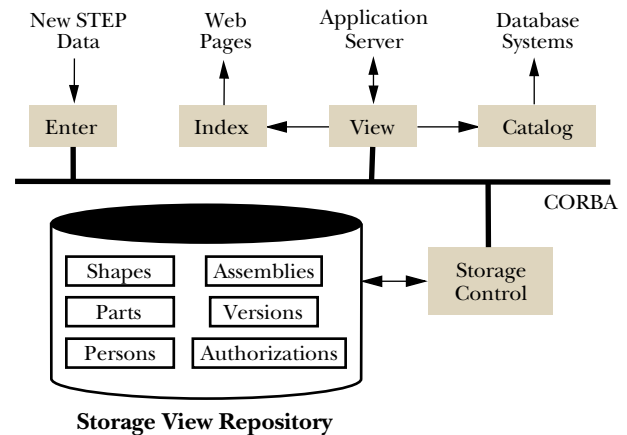 New STEP
Data
Web
Pages
Application
Server
Database
Systems
Enter
Index
View
Catalog
CORBA
Shapes
Assemblies
Parts
Versions
Persons
Authorizations
Storage
Control
Storage View Repository